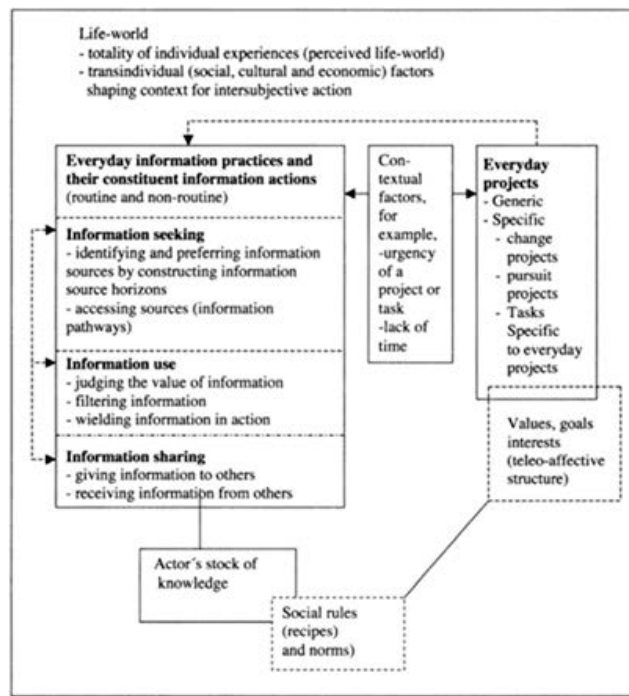 Life-world
- totality of individual experiences (perceived life-world)
- transindividual (social, cultural and economic) factors
shaping context for intersubjective action
Everyday information practices and
their constituent information actions
(routine and non-routine)
Information seeking
- identifying and preferring information
sources by constructing information
source horizons
- accessing sources (information
pathways)
Information use
- judging the value of information
- filtering information
- wielding information in action
Information sharing
- giving information to others
- receiving information from others
Con-
textual
factors,
for
example,
-urgency
of a
project or
task
-lack of
time
Everyday
projects
- Generic
- Specific
- change
projects
- pursuit
projects
- Tasks
Specific
to everyday
projects
Values, goals
interests
(teleo-affective
structure)
Actor´s stock of
knowledge
Social rules
(recipes)
and norms)